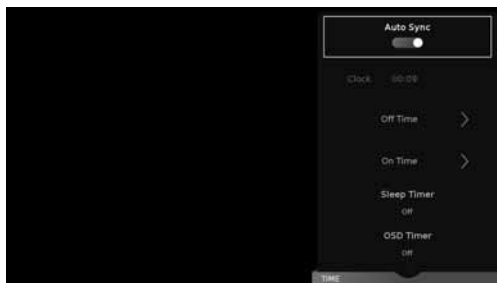 Auto Sync
Clock 00:09
Off Time
On Time
Sleep Timer
Off
OSD Timer
Off
TIME